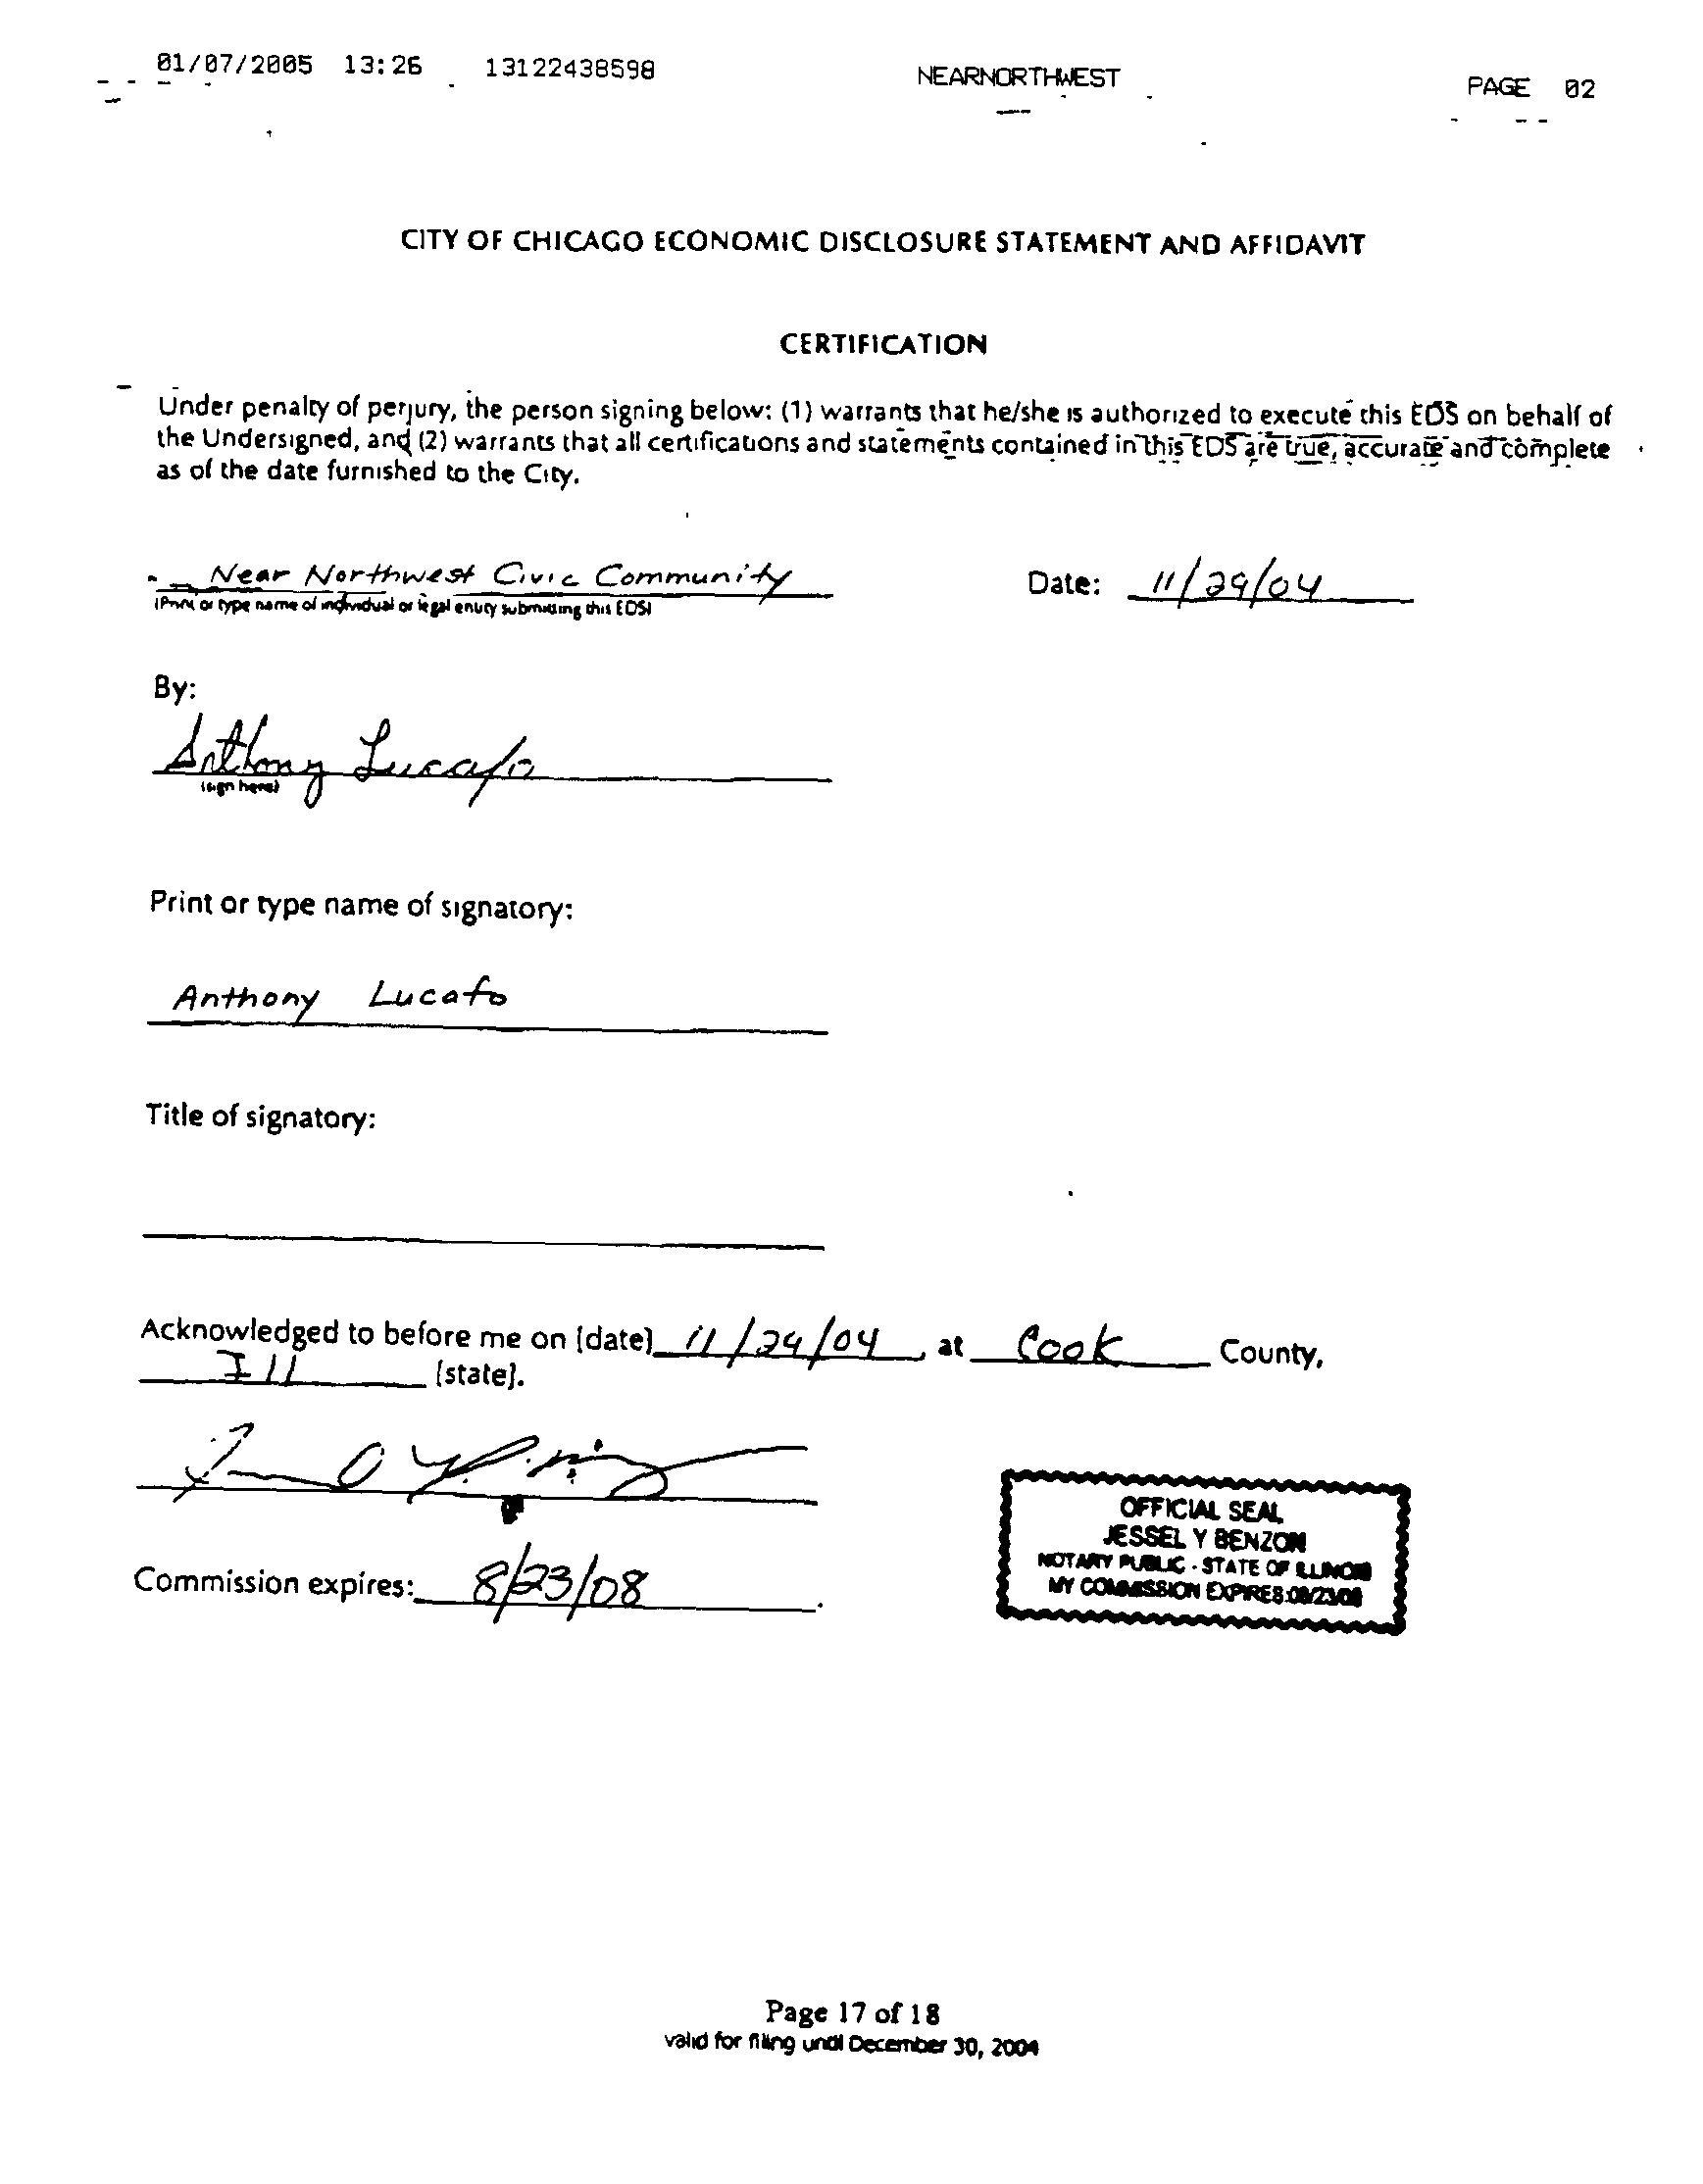 01/07/2005 13:26 13122438598 NEARNORTHWEST PAGE 02
CITY OF CHICAGO ECONOMIC DISCLOSURE STATEMENT AND AFFIDAVIT
CERTIFICATION
Under penalty of perjury, the person signing below: (1) warrants that he/she is authorized to execute this EDS on behalf of
the Undersigned, and (2) warrants that all certifications and statements contained in this EDS are true, accurate and complete
as of the date furnished to the City.
Near Northwest Civic Community Date: 11/29/04
(Print or type name of individual or legal entity submitting this EDS)
By:
Anthony Lucafo
(sign here)
Print or type name of signatory:
Anthony Lucafo
Title of signatory:
Acknowledged to before me on [date] 11/29/04, at Cook County,
Ill [state].
OFFICIAL SEAL
JESSEL Y BENZON
NOTARY PUBLIC - STATE OF ILLINOIS
MY COMMISSION EXPIRES:08/23/08
Commission expires: 8/23/08.
Page 17 of 18
valid for filing until December 30, 2004